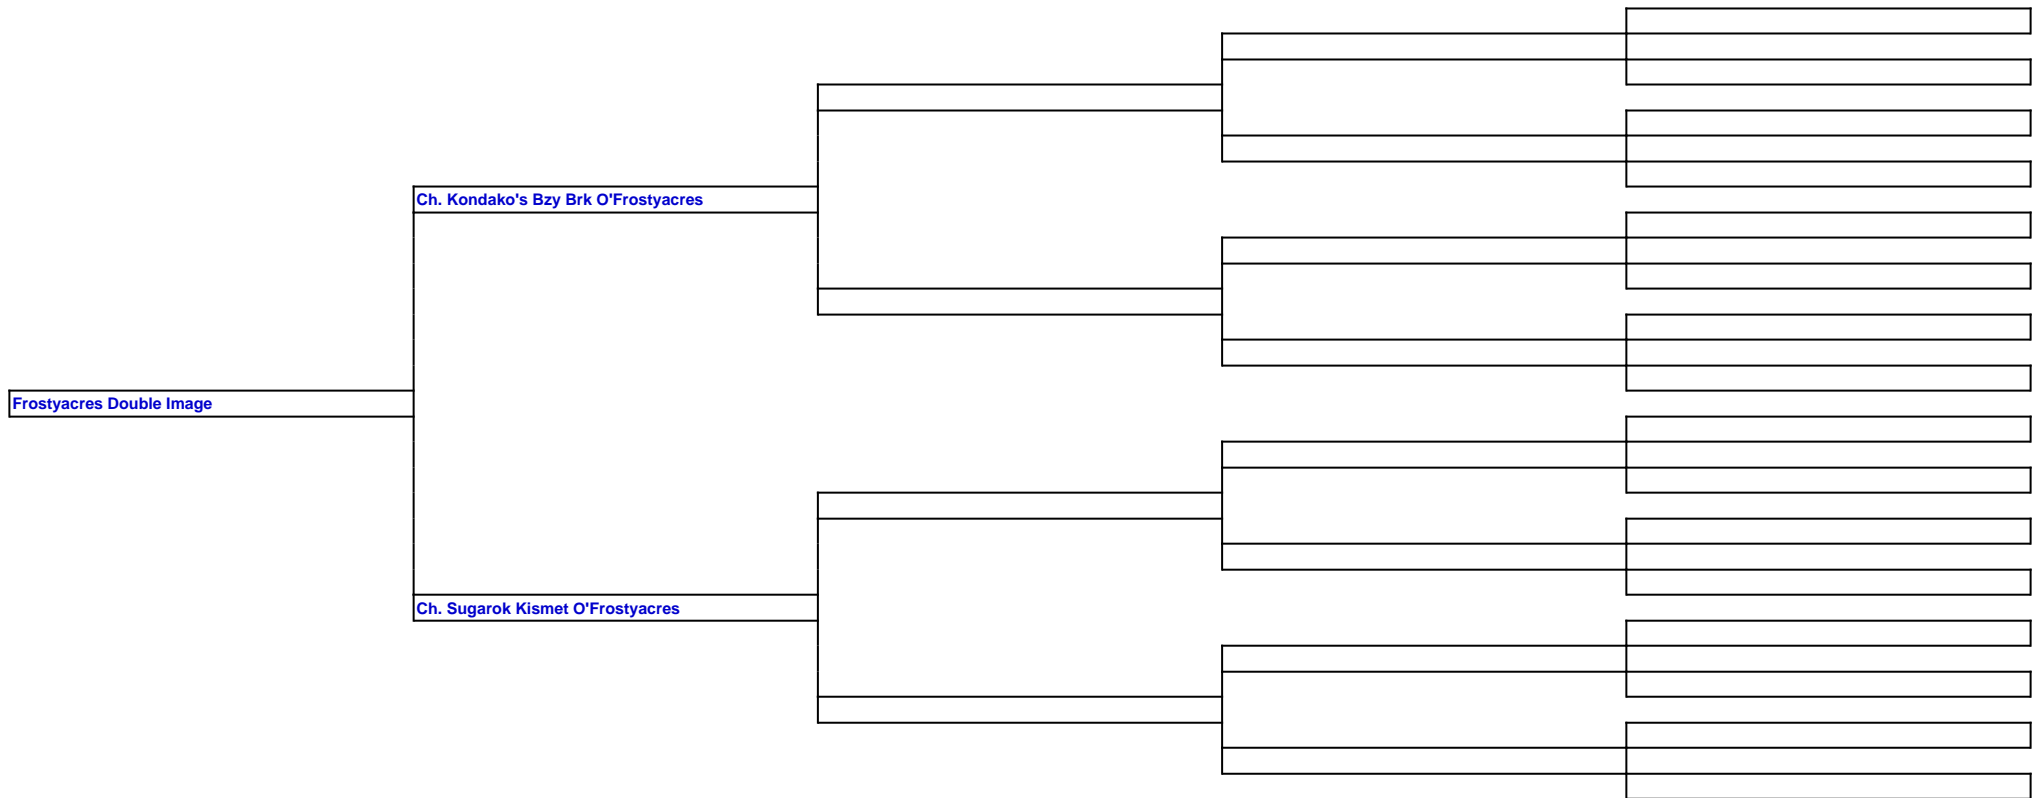 Ch. Kondako's Bzy Brk O'Frostyacres
Frostyacres Double Image
Ch. Sugarok Kismet O'Frostyacres